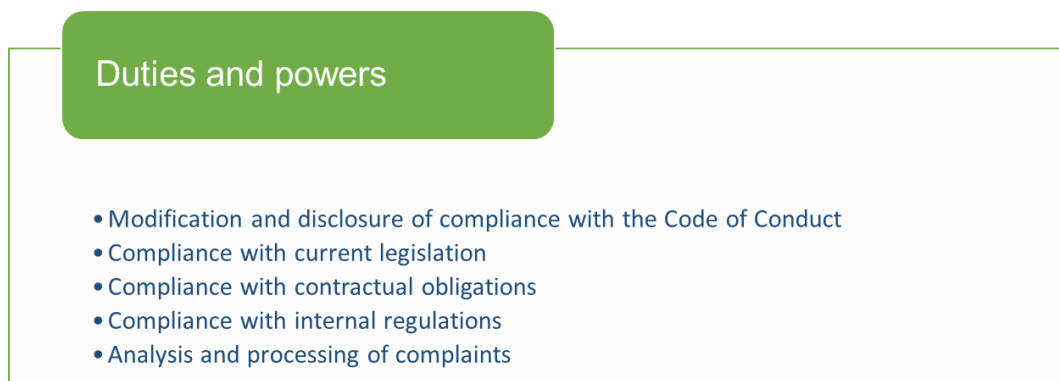 Duties and powers
• Modification and disclosure of compliance with the Code of Conduct
• Compliance with current legislation
• Compliance with contractual obligations
• Compliance with internal regulations
• Analysis and processing of complaints